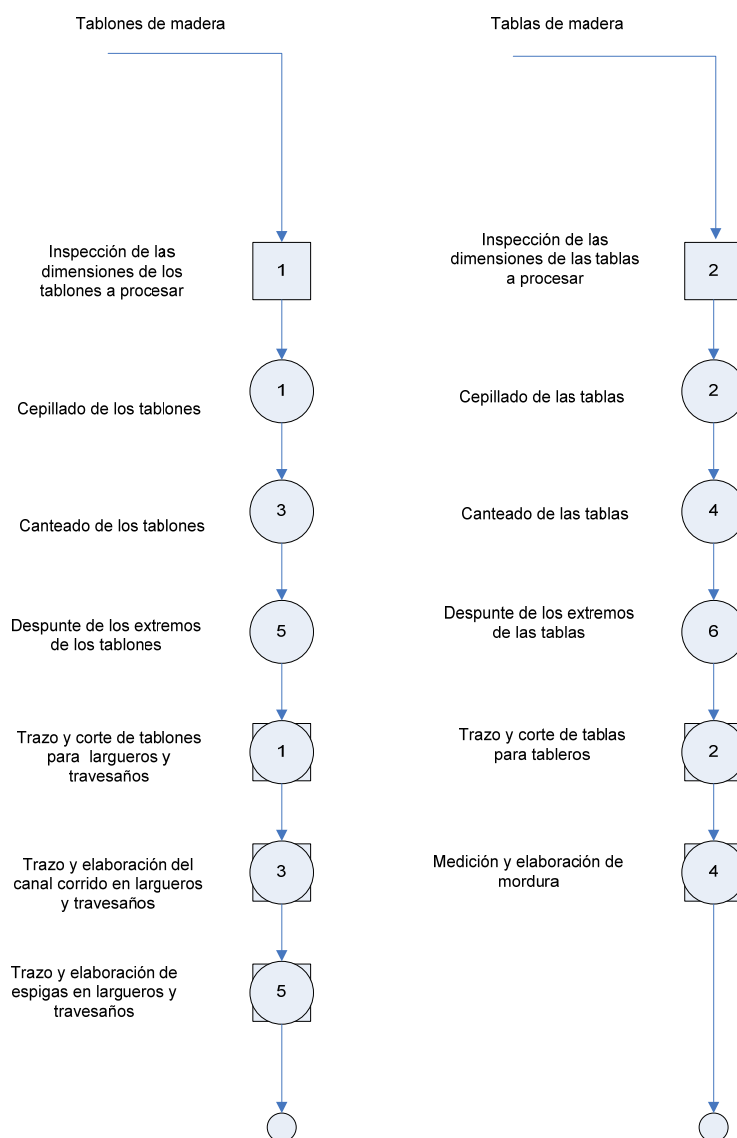 Tablones de madera
Inspección de las
dimensiones de los
tablones a procesar
1
Cepillado de los tablones
1
Canteado de los tablones
3
Despunte de los extremos
de los tablones
5
Trazo y corte de tablones
para largueros y
travesaños
1
Trazo y elaboración del
canal corrido en largueros
y travesaños
3
Trazo y elaboración de
espigas en largueros y
travesaños
5
Tablas de madera
Inspección de las
dimensiones de las tablas
a procesar
2
Cepillado de las tablas
2
Canteado de las tablas
4
Despunte de los extremos
de las tablas
6
Trazo y corte de tablas
para tableros
2
Medición y elaboración de
mordura
4